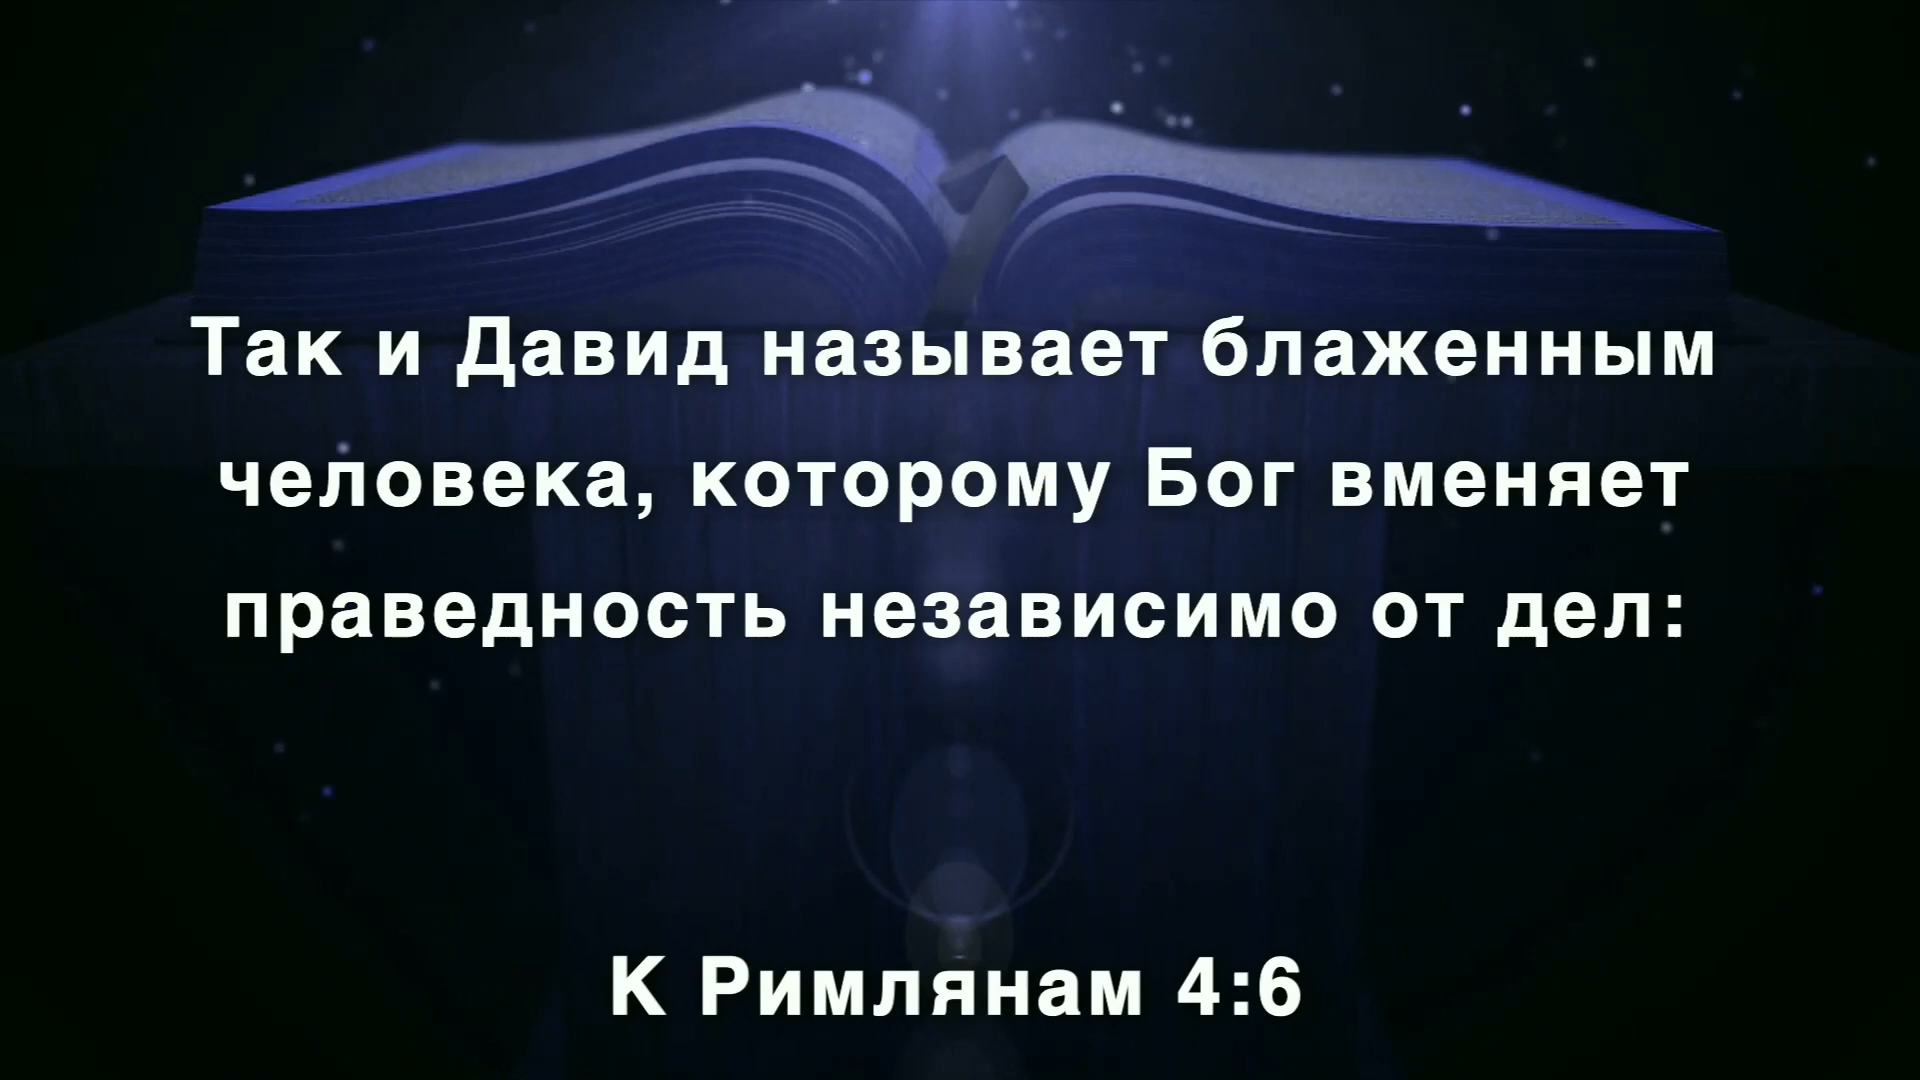 Так и Давид называет блаженным
человека, которому Бог вменяет
праведность независимо от дел:
К Римлянам 4:6